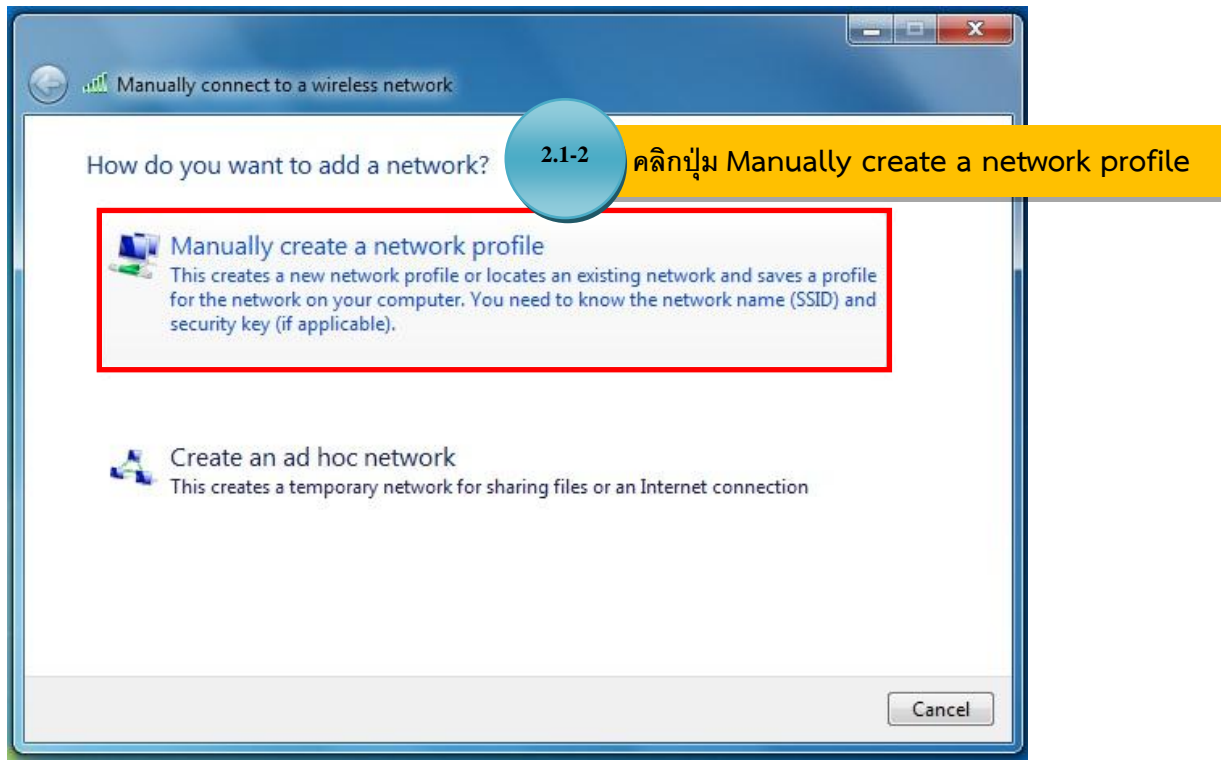 Manually connect to a wireless network
How do you want to add a network?
2.1-2
คลิกปุ่ม Manually create a network profile
Manually create a network profile
This creates a new network profile or locates an existing network and saves a profile
for the network on your computer. You need to know the network name (SSID) and
security key (if applicable).
Create an ad hoc network
This creates a temporary network for sharing files or an Internet connection
Cancel